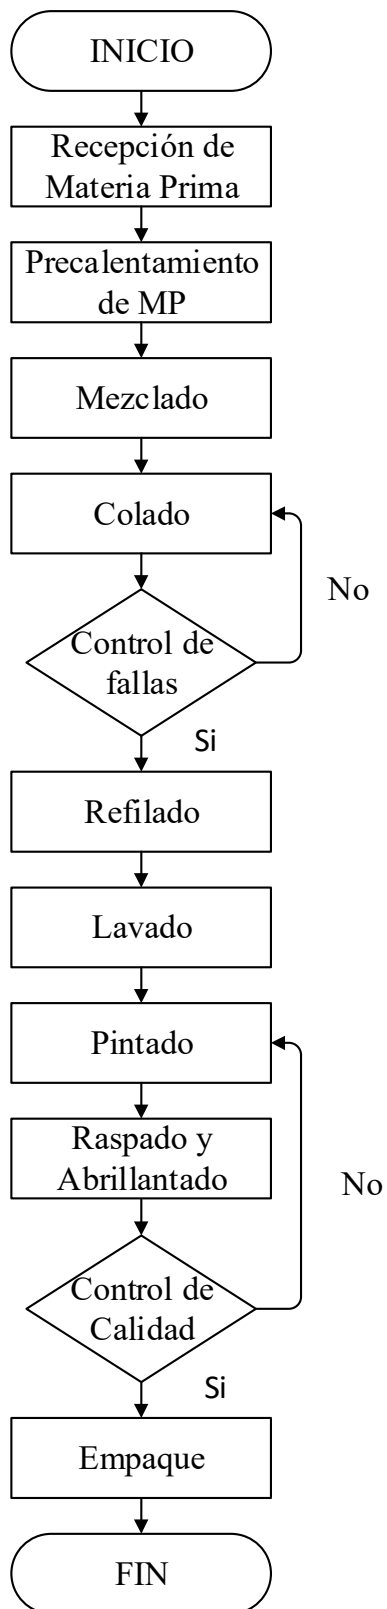 INICIO
Recepción de
Materia Prima
Precalentamiento
de MP
Mezclado
Colado
No
Control de
fallas
Si
Refilado
Lavado
Pintado
Raspado y
Abrillantado
No
Control de
Calidad
Si
Empaque
FIN